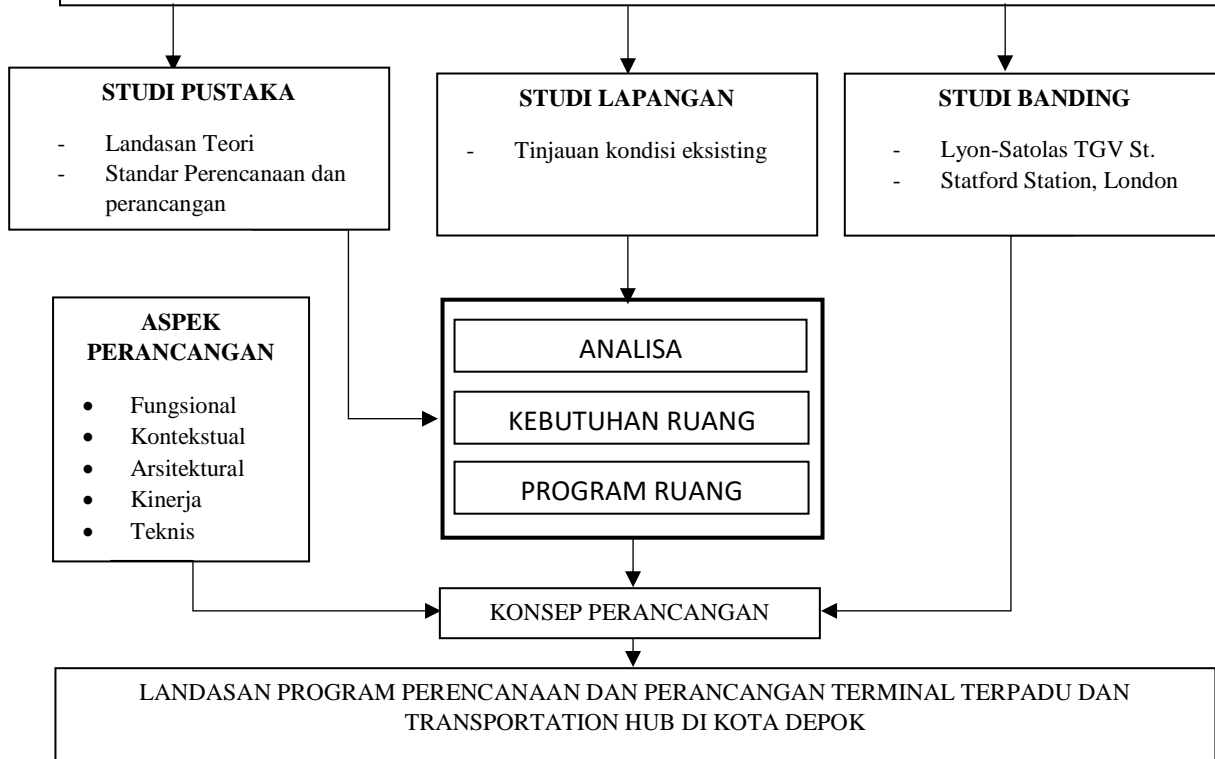 STUDI PUSTAKA
- Landasan Teori
- Standar Perencanaan dan
perancangan
STUDI LAPANGAN
- Tinjauan kondisi eksisting
STUDI BANDING
- Lyon-Satolas TGV St.
- Statford Station, London
ASPEK
PERANCANGAN
• Fungsional
• Kontekstual
• Arsitektural
• Kinerja
• Teknis
ANALISA
KEBUTUHAN RUANG
PROGRAM RUANG
KONSEP PERANCANGAN
LANDASAN PROGRAM PERENCANAAN DAN PERANCANGAN TERMINAL TERPADU DAN
TRANSPORTATION HUB DI KOTA DEPOK